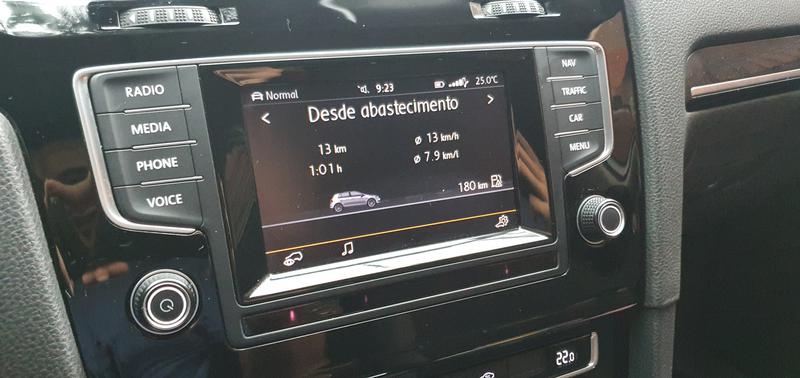 RADIO
MEDIA
PHONE
VOICE
Normal
9:23
25.0°C
< Desde abastecimento >
13 km
ø 13 km/h
1:01 h
ø 7.9 km/l
180 km
NAV
TRAFFIC
CAR
MENU
22.0